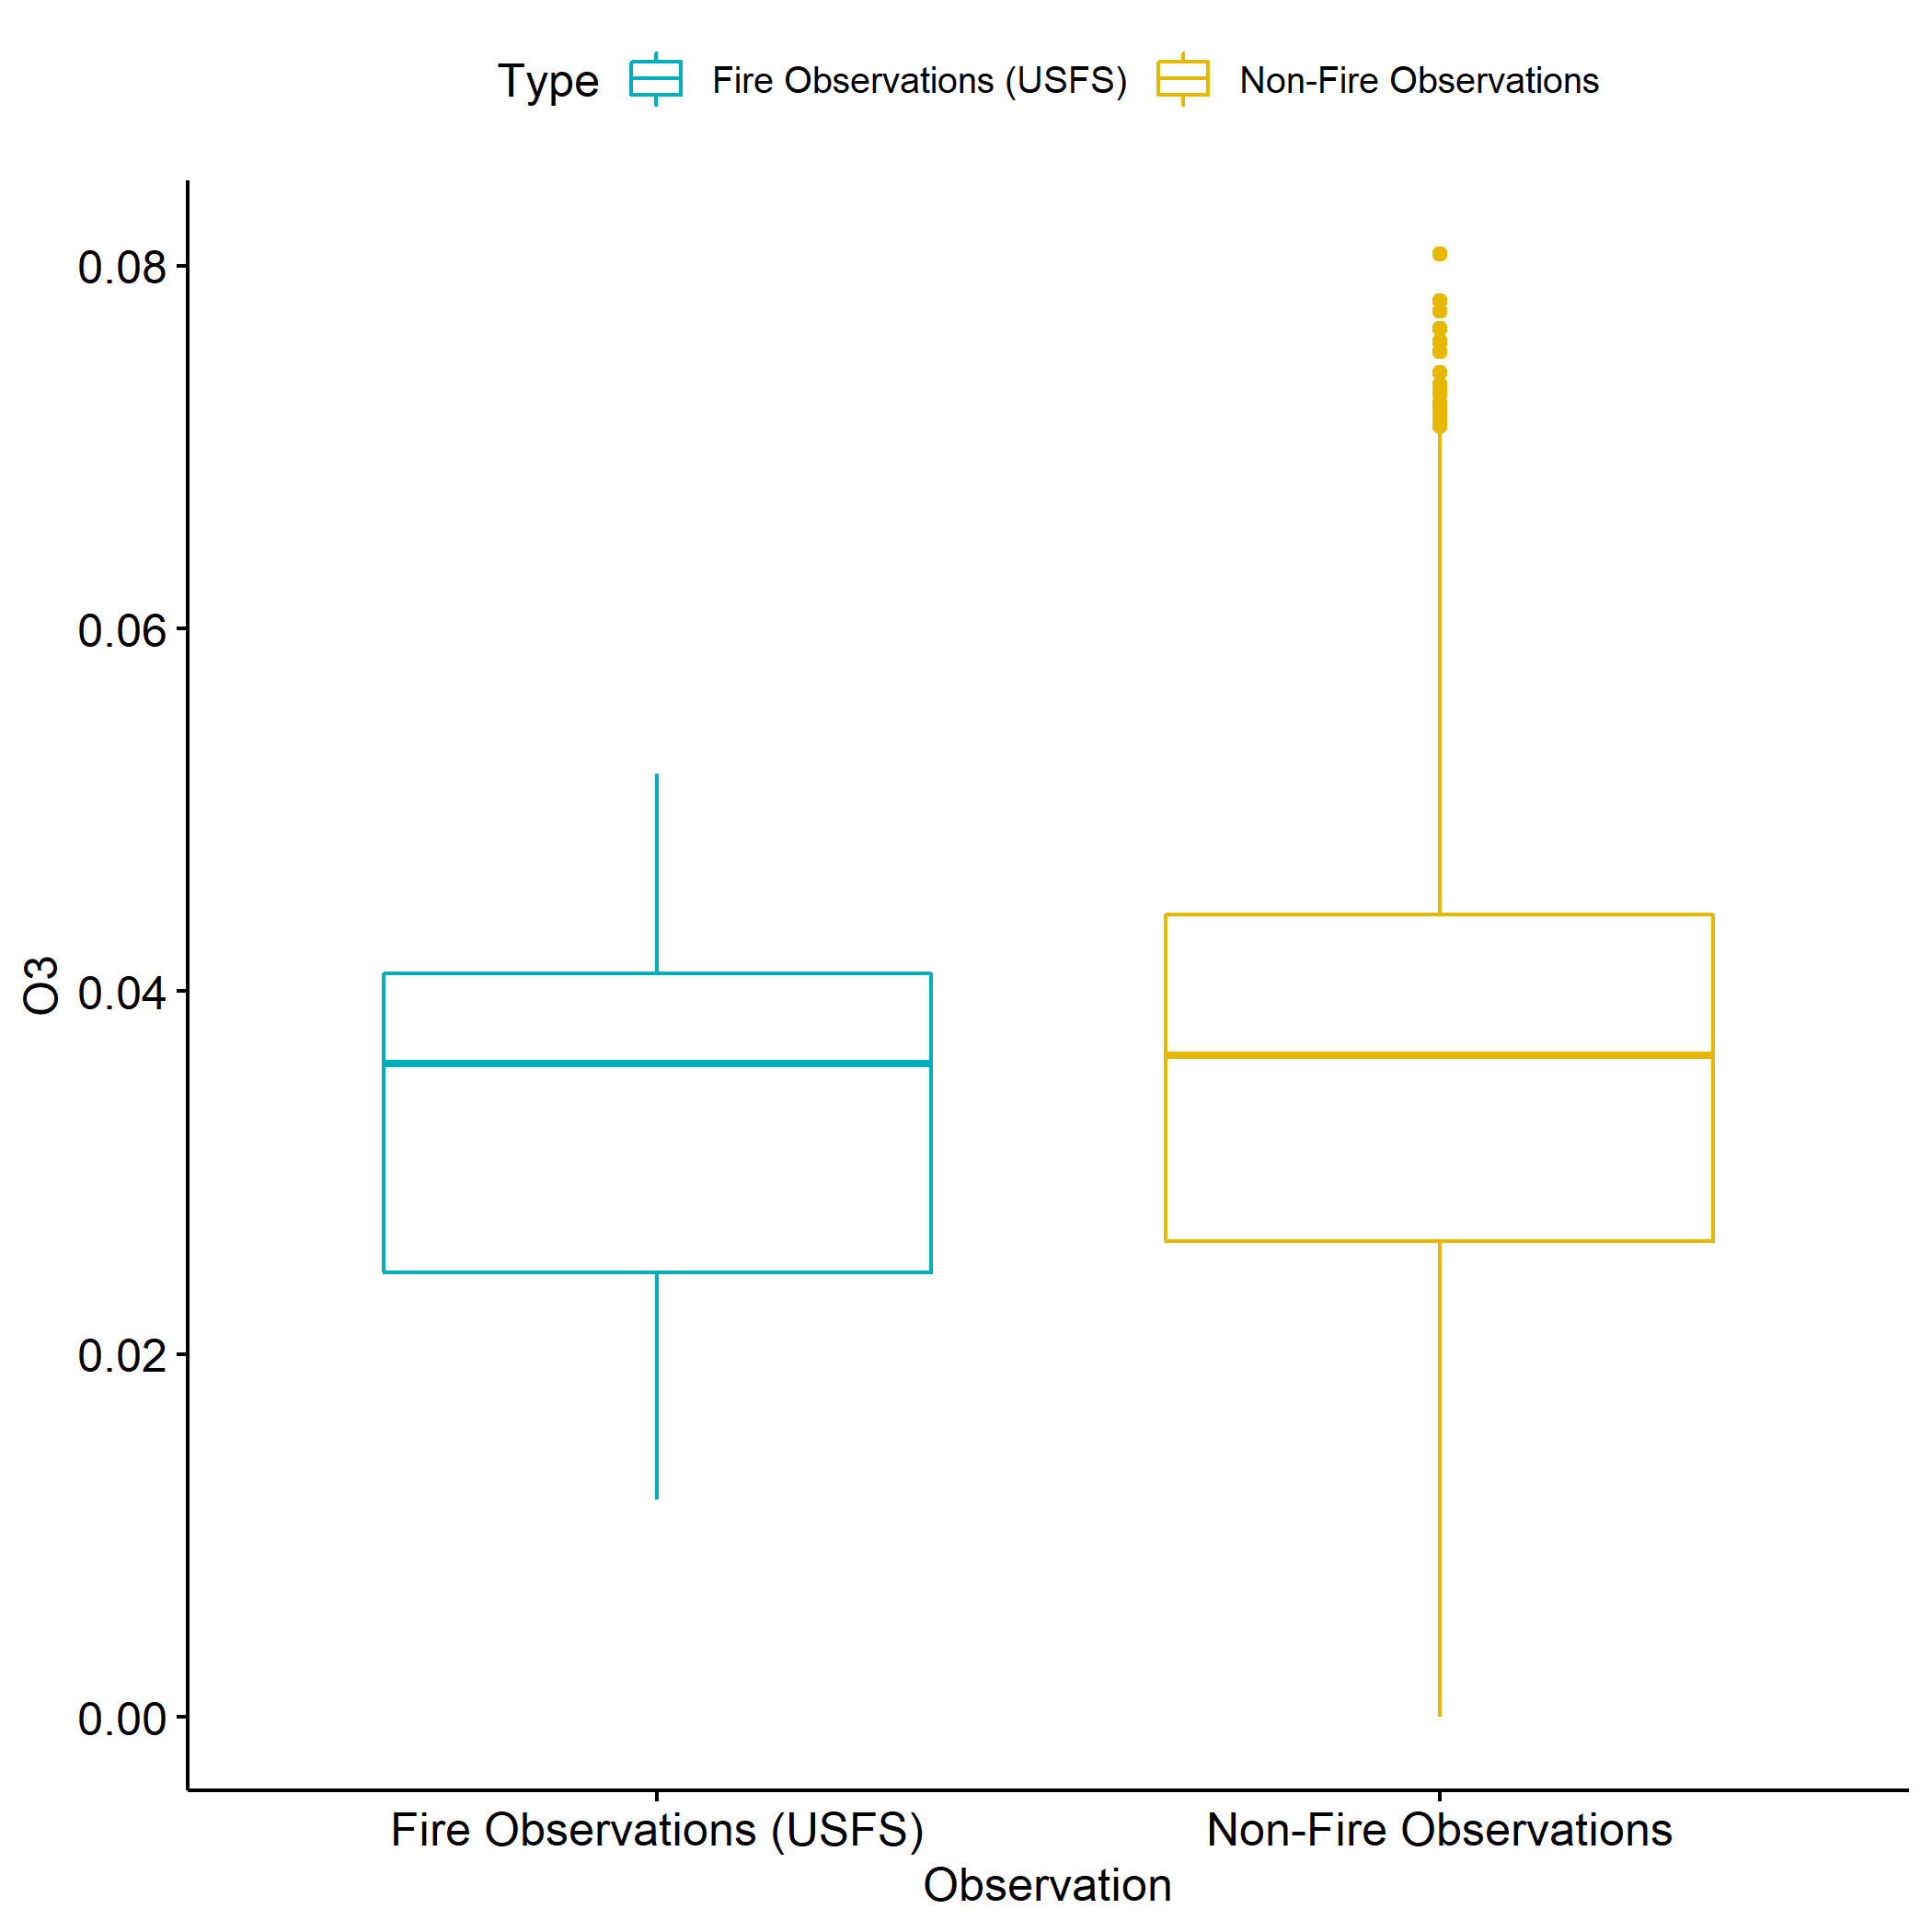 Type Fire Observations (USFS) Non-Fire Observations
0.08
0.06
0.04
0.02
0.00
O3
Fire Observations (USFS) Non-Fire Observations
Observation